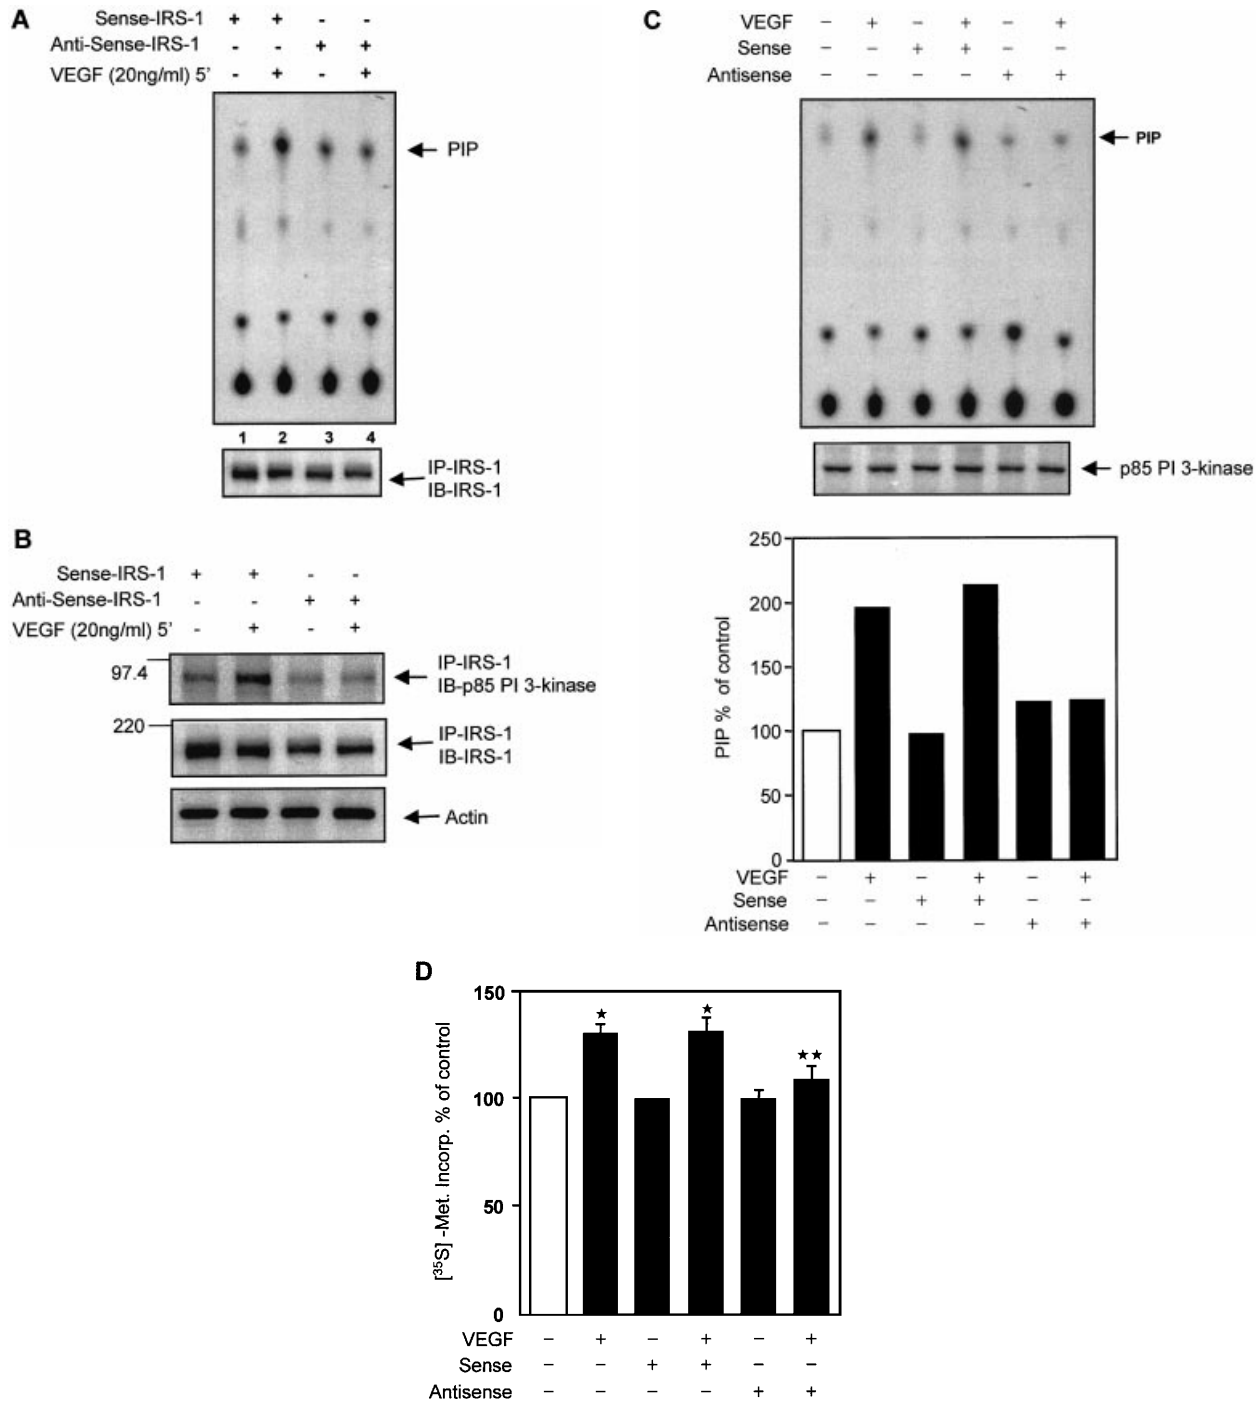 A
Sense-IRS-1 + + - -
Anti-Sense-IRS-1 - - + +
VEGF (20ng/ml) 5' - + - +
PIP
1 2 3 4
IP-IRS-1
IB-IRS-1
B
Sense-IRS-1 + + - -
Anti-Sense-IRS-1 - - + +
VEGF (20ng/ml) 5' - + - +
97.4
IP-IRS-1
IB-p85 PI 3-kinase
220
IP-IRS-1
IB-IRS-1
Actin
C
VEGF – + – + – +
Sense – – + + – –
Antisense – – – – + +
PIP
p85 PI 3-kinase
PIP % of control
250
200
150
100
50
0
VEGF – + – + – +
Sense – – + + – –
Antisense – – – – + +
D
[35S] -Met. Incorp. % of control
150
100
50
0
★ ★ ★★
VEGF – + – + – +
Sense – – + + – –
Antisense – – – – + +